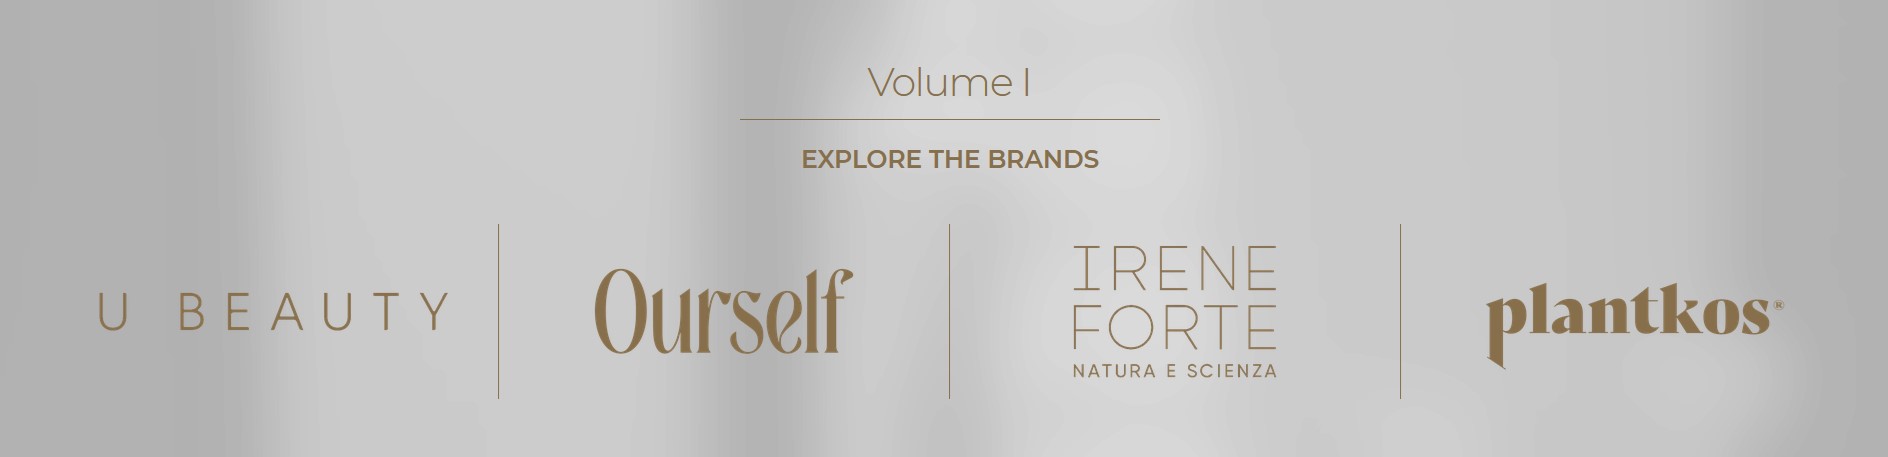 Volume I
EXPLORE THE BRANDS
U BEAUTY
Ourself
IRENE
FORTE
NATURA E SCIENZA
plantkos®